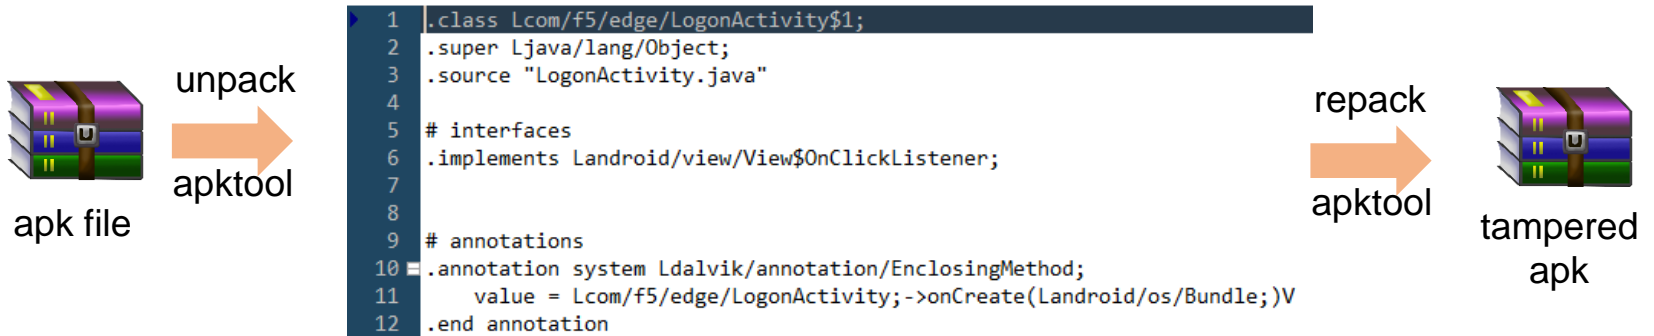 unpack
apktool
apk file
1 .class Lcom/f5/edge/LogonActivity$1;
2 .super Ljava/lang/Object;
3 .source "LogonActivity.java"
4
5 # interfaces
6 .implements Landroid/view/View$OnClickListener;
7
8
9 # annotations
10 .annotation system Ldalvik/annotation/EnclosingMethod;
11     value = Lcom/f5/edge/LogonActivity;->onCreate(Landroid/os/Bundle;)V
12 .end annotation
repack
apktool
tampered
apk